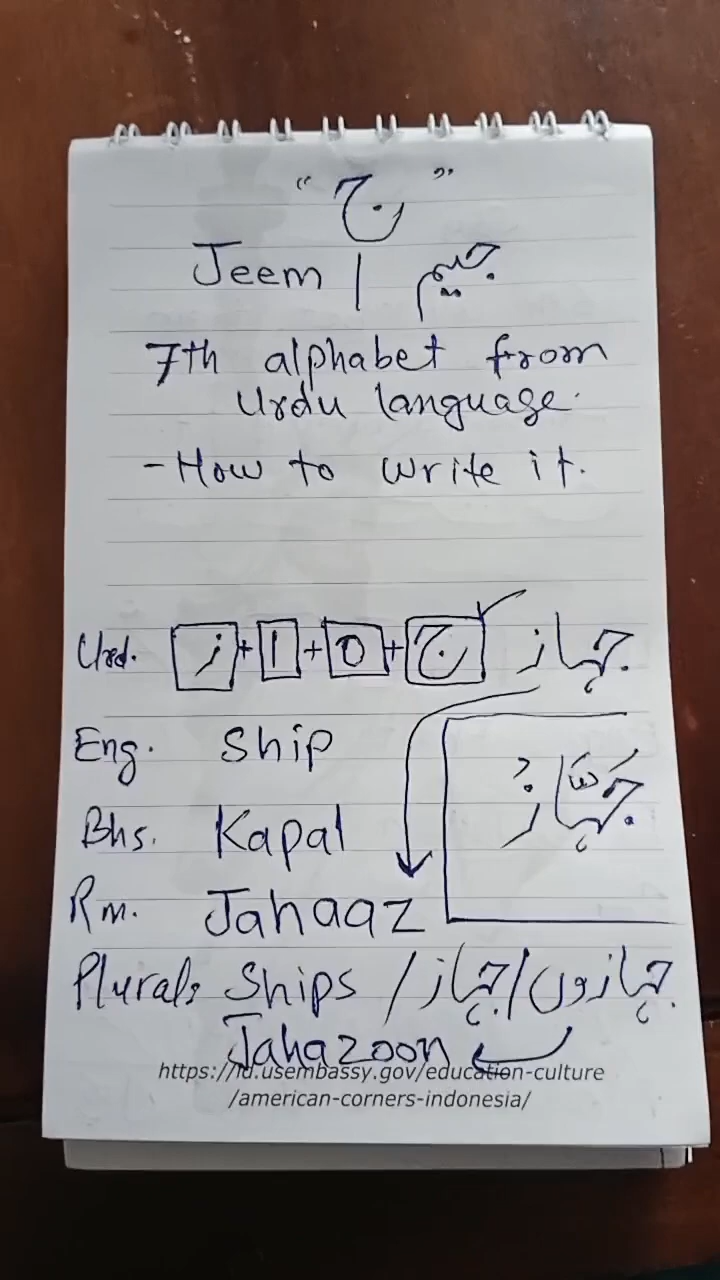 “ ج ”
Jeem | جیم
7th alphabet from
Urdu language.
- How to write it.
Urd. ز + ا + ہ + ج جہاز
Eng. Ship
جَہَازْ
Bhs. Kapal
Rm. Jahaaz
Plural: Ships / جہاز / جہازوں
Jahazoon
https://id.usembassy.gov/education-culture
/american-corners-indonesia/